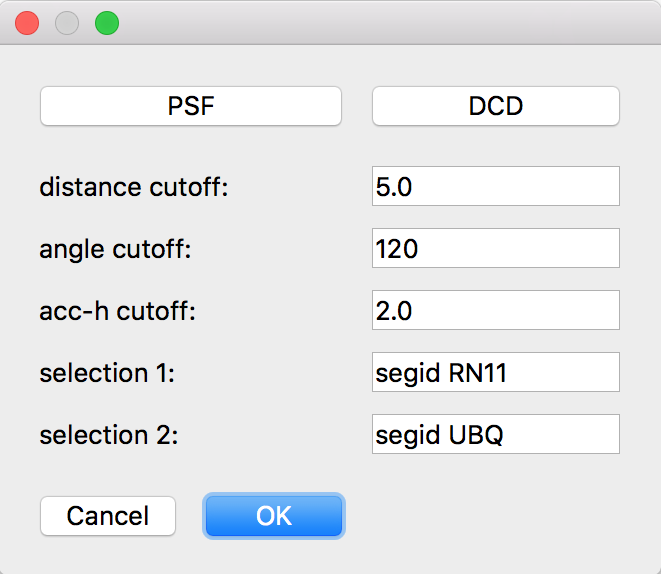 PSF DCD
distance cutoff: 5.0
angle cutoff: 120
acc-h cutoff: 2.0
selection 1: segid RN11
selection 2: segid UBQ
Cancel OK